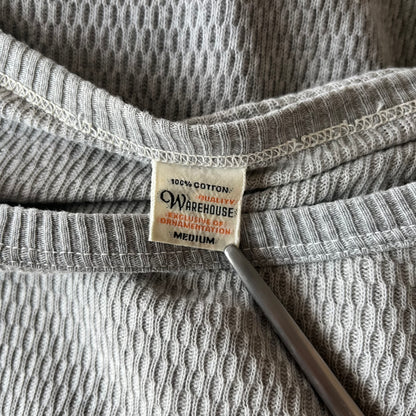 100% COTTON
QUALITY
WAREHOUSE
EXCLUSIVE OF
ORNAMENTATION
MEDIUM